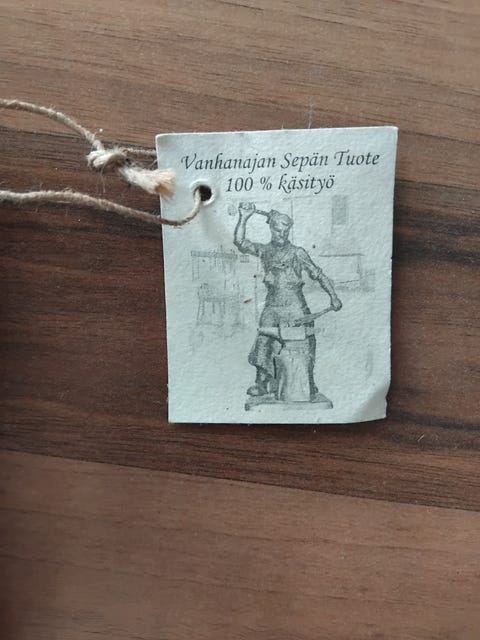 Vanhanajan Sepän Tuote
100 % käsityö